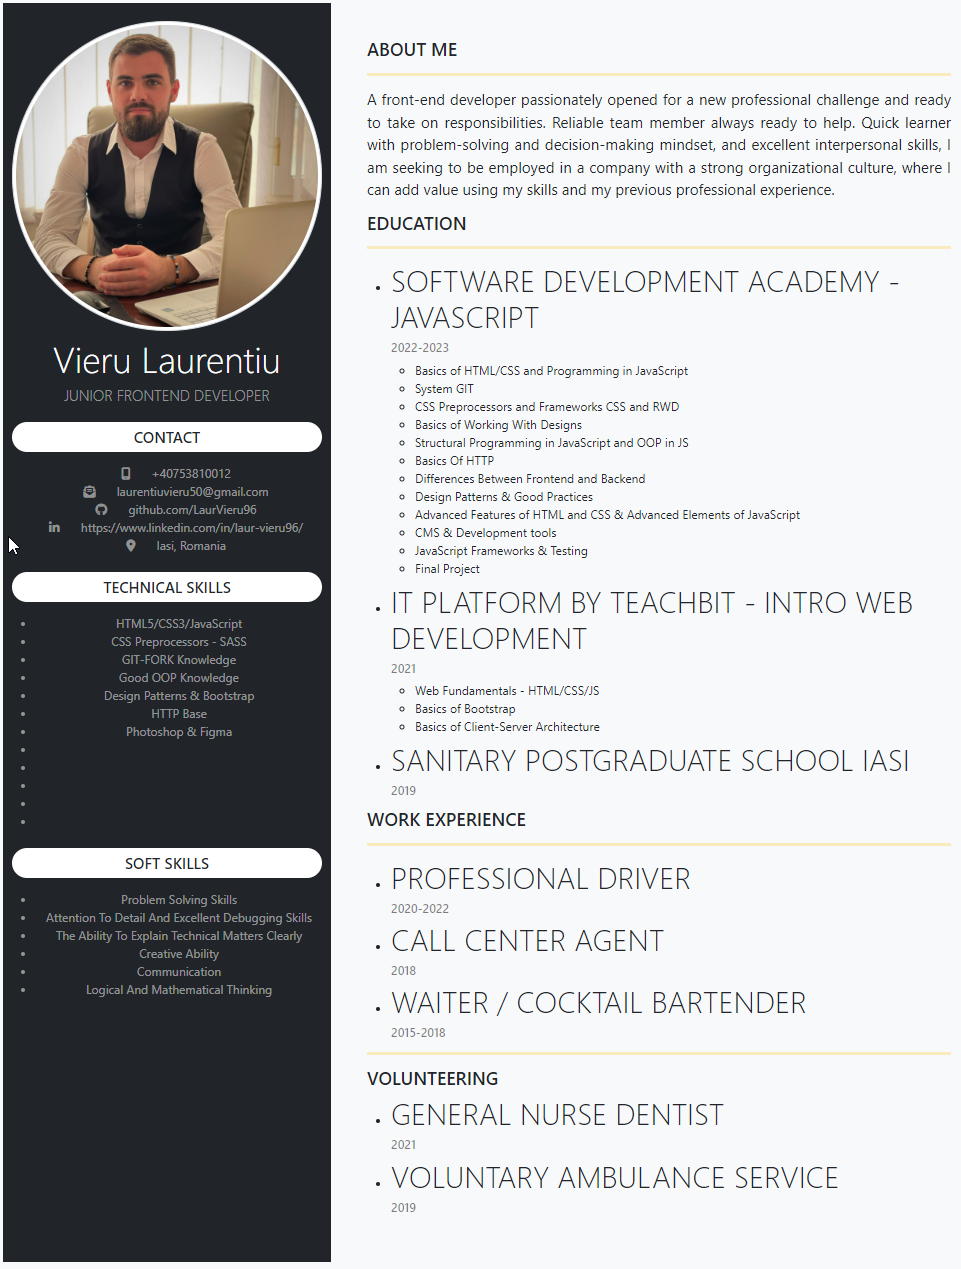 Vieru Laurentiu
JUNIOR FRONTEND DEVELOPER
CONTACT
+40753810012
laurentiuvieru50@gmail.com
github.com/LaurVieru96
https://www.linkedin.com/in/laur-vieru96/
Iasi, Romania
TECHNICAL SKILLS
HTML5/CSS3/JavaScript
CSS Preprocessors - SASS
GIT-FORK Knowledge
Good OOP Knowledge
Design Patterns & Bootstrap
HTTP Base
Photoshop & Figma
SOFT SKILLS
Problem Solving Skills
Attention To Detail And Excellent Debugging Skills
The Ability To Explain Technical Matters Clearly
Creative Ability
Communication
Logical And Mathematical Thinking
ABOUT ME
A front-end developer passionately opened for a new professional challenge and ready
to take on responsibilities. Reliable team member always ready to help. Quick learner
with problem-solving and decision-making mindset, and excellent interpersonal skills, I
am seeking to be employed in a company with a strong organizational culture, where I
can add value using my skills and my previous professional experience.
EDUCATION
SOFTWARE DEVELOPMENT ACADEMY -
JAVASCRIPT
2022-2023
Basics of HTML/CSS and Programming in JavaScript
System GIT
CSS Preprocessors and Frameworks CSS and RWD
Basics of Working With Designs
Structural Programming in JavaScript and OOP in JS
Basics Of HTTP
Differences Between Frontend and Backend
Design Patterns & Good Practices
Advanced Features of HTML and CSS & Advanced Elements of JavaScript
CMS & Development tools
JavaScript Frameworks & Testing
Final Project
IT PLATFORM BY TEACHBIT - INTRO WEB
DEVELOPMENT
2021
Web Fundamentals - HTML/CSS/JS
Basics of Bootstrap
Basics of Client-Server Architecture
SANITARY POSTGRADUATE SCHOOL IASI
2019
WORK EXPERIENCE
PROFESSIONAL DRIVER
2020-2022
CALL CENTER AGENT
2018
WAITER / COCKTAIL BARTENDER
2015-2018
VOLUNTEERING
GENERAL NURSE DENTIST
2021
VOLUNTARY AMBULANCE SERVICE
2019